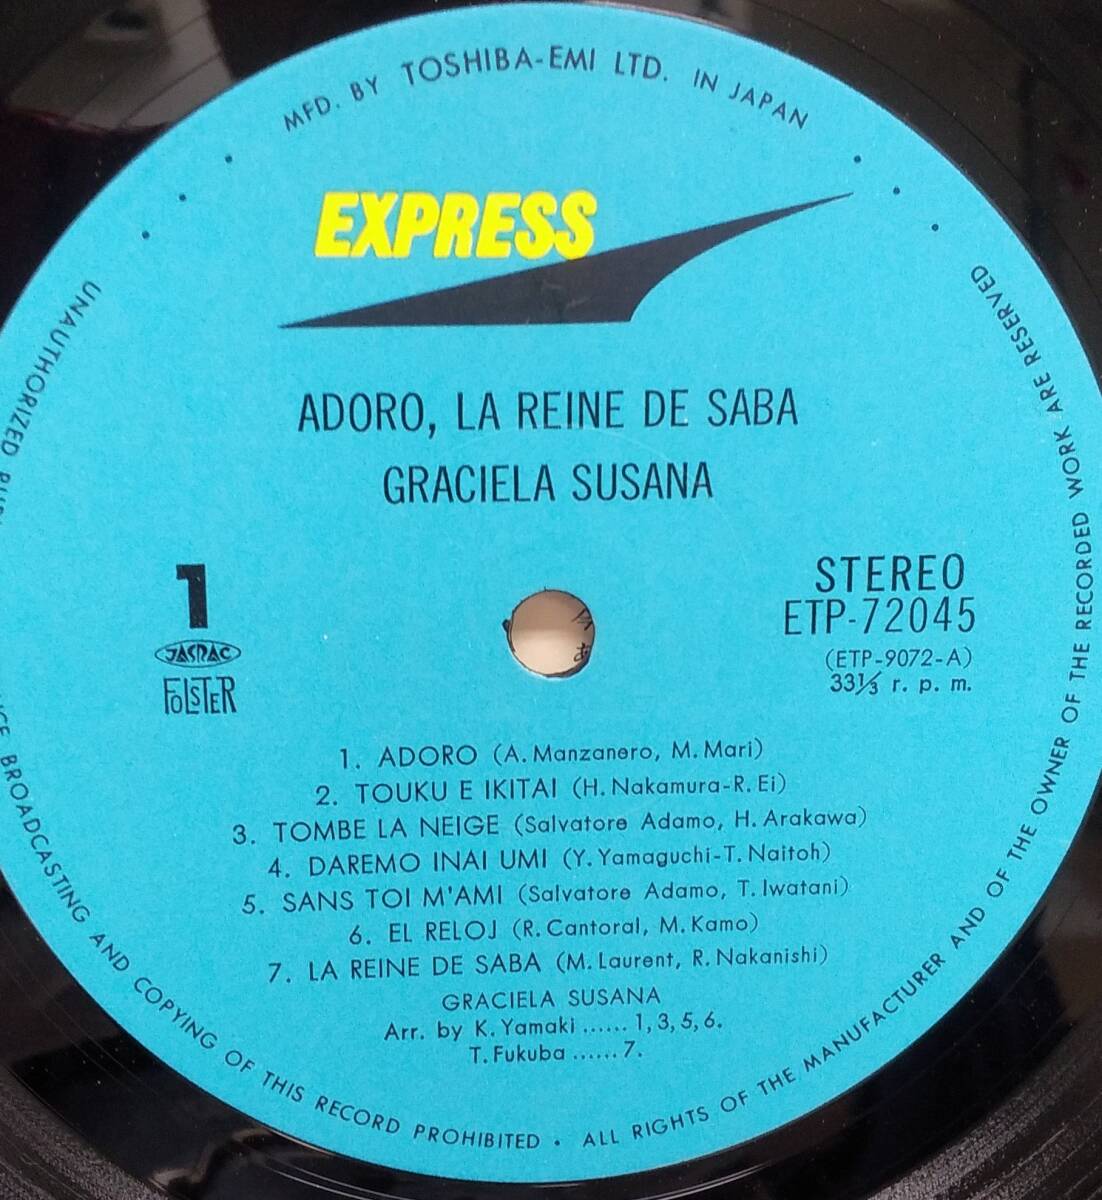 MFD. BY TOSHIBA-EMI LTD. IN JAPAN
EXPRESS
ADORO, LA REINE DE SABA
GRACIELA SUSANA
1
JASRAC
FOLSTER
STEREO
ETP-72045
(ETP-9072-A)
33⅓ r. p. m.
1. ADORO (A. Manzanero, M. Mari)
2. TOUKU E IKITAI (H. Nakamura-R. Ei)
3. TOMBE LA NEIGE (Salvatore Adamo, H. Arakawa)
4. DAREMO INAI UMI (Y. Yamaguchi-T. Naitoh)
5. SANS TOI M'AMI (Salvatore Adamo, T. Iwatani)
6. EL RELOJ (R. Cantoral, M. Kamo)
7. LA REINE DE SABA (M. Laurent, R. Nakanishi)
GRACIELA SUSANA
Arr. by K. Yamaki ...... 1, 3, 5, 6.
T. Fukuba ...... 7.
UNAUTHORIZED BROADCASTING AND COPYING OF THIS RECORD PROHIBITED • ALL RIGHTS OF THE MANUFACTURER AND OF THE OWNER OF THE RECORDED WORK ARE RESERVED